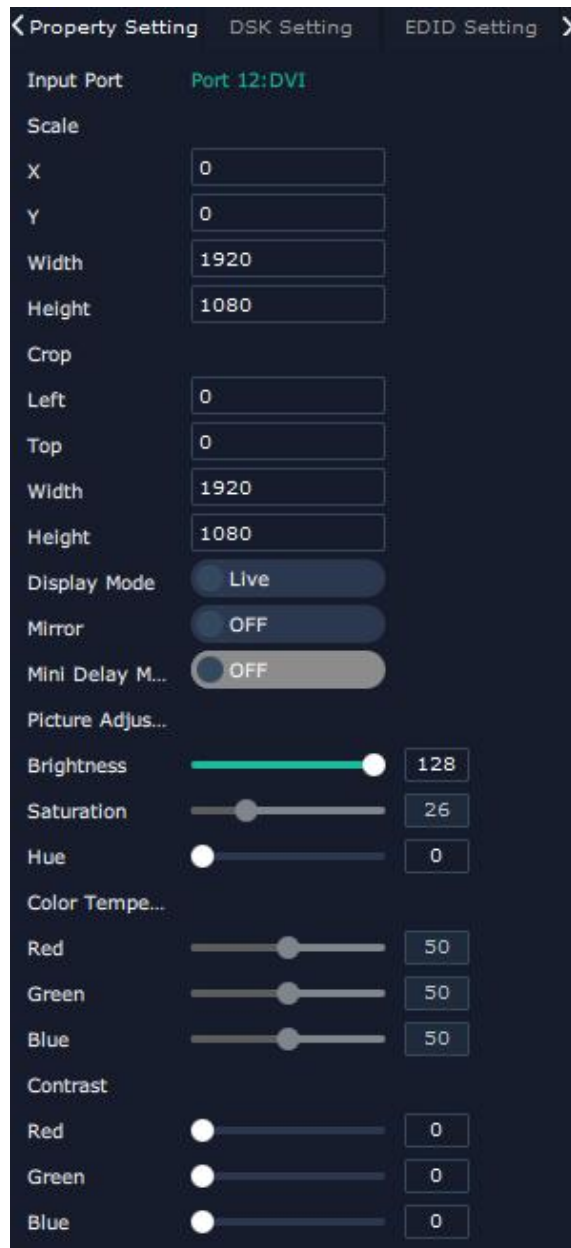 Property Setting DSK Setting EDID Setting
Input Port Port 12:DVI
Scale
X 0
Y 0
Width 1920
Height 1080
Crop
Left 0
Top 0
Width 1920
Height 1080
Display Mode Live
Mirror OFF
Mini Delay M... OFF
Picture Adjus...
Brightness 128
Saturation 26
Hue 0
Color Tempe...
Red 50
Green 50
Blue 50
Contrast
Red 0
Green 0
Blue 0